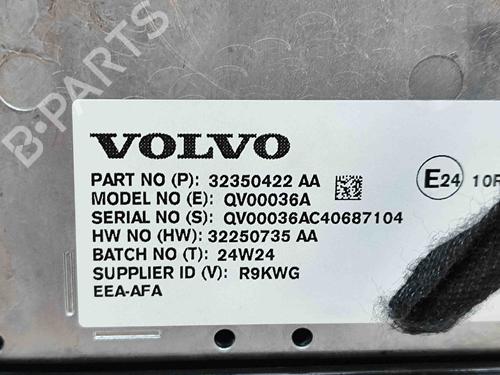 B-PARTS
VOLVO
PART NO (P): 32350422 AA
MODEL NO (E): QV00036A
SERIAL NO (S): QV00036AC40687104
HW NO (HW): 32250735 AA
BATCH NO (T): 24W24
SUPPLIER ID (V): R9KWG
EEA-AFA
E24 10R